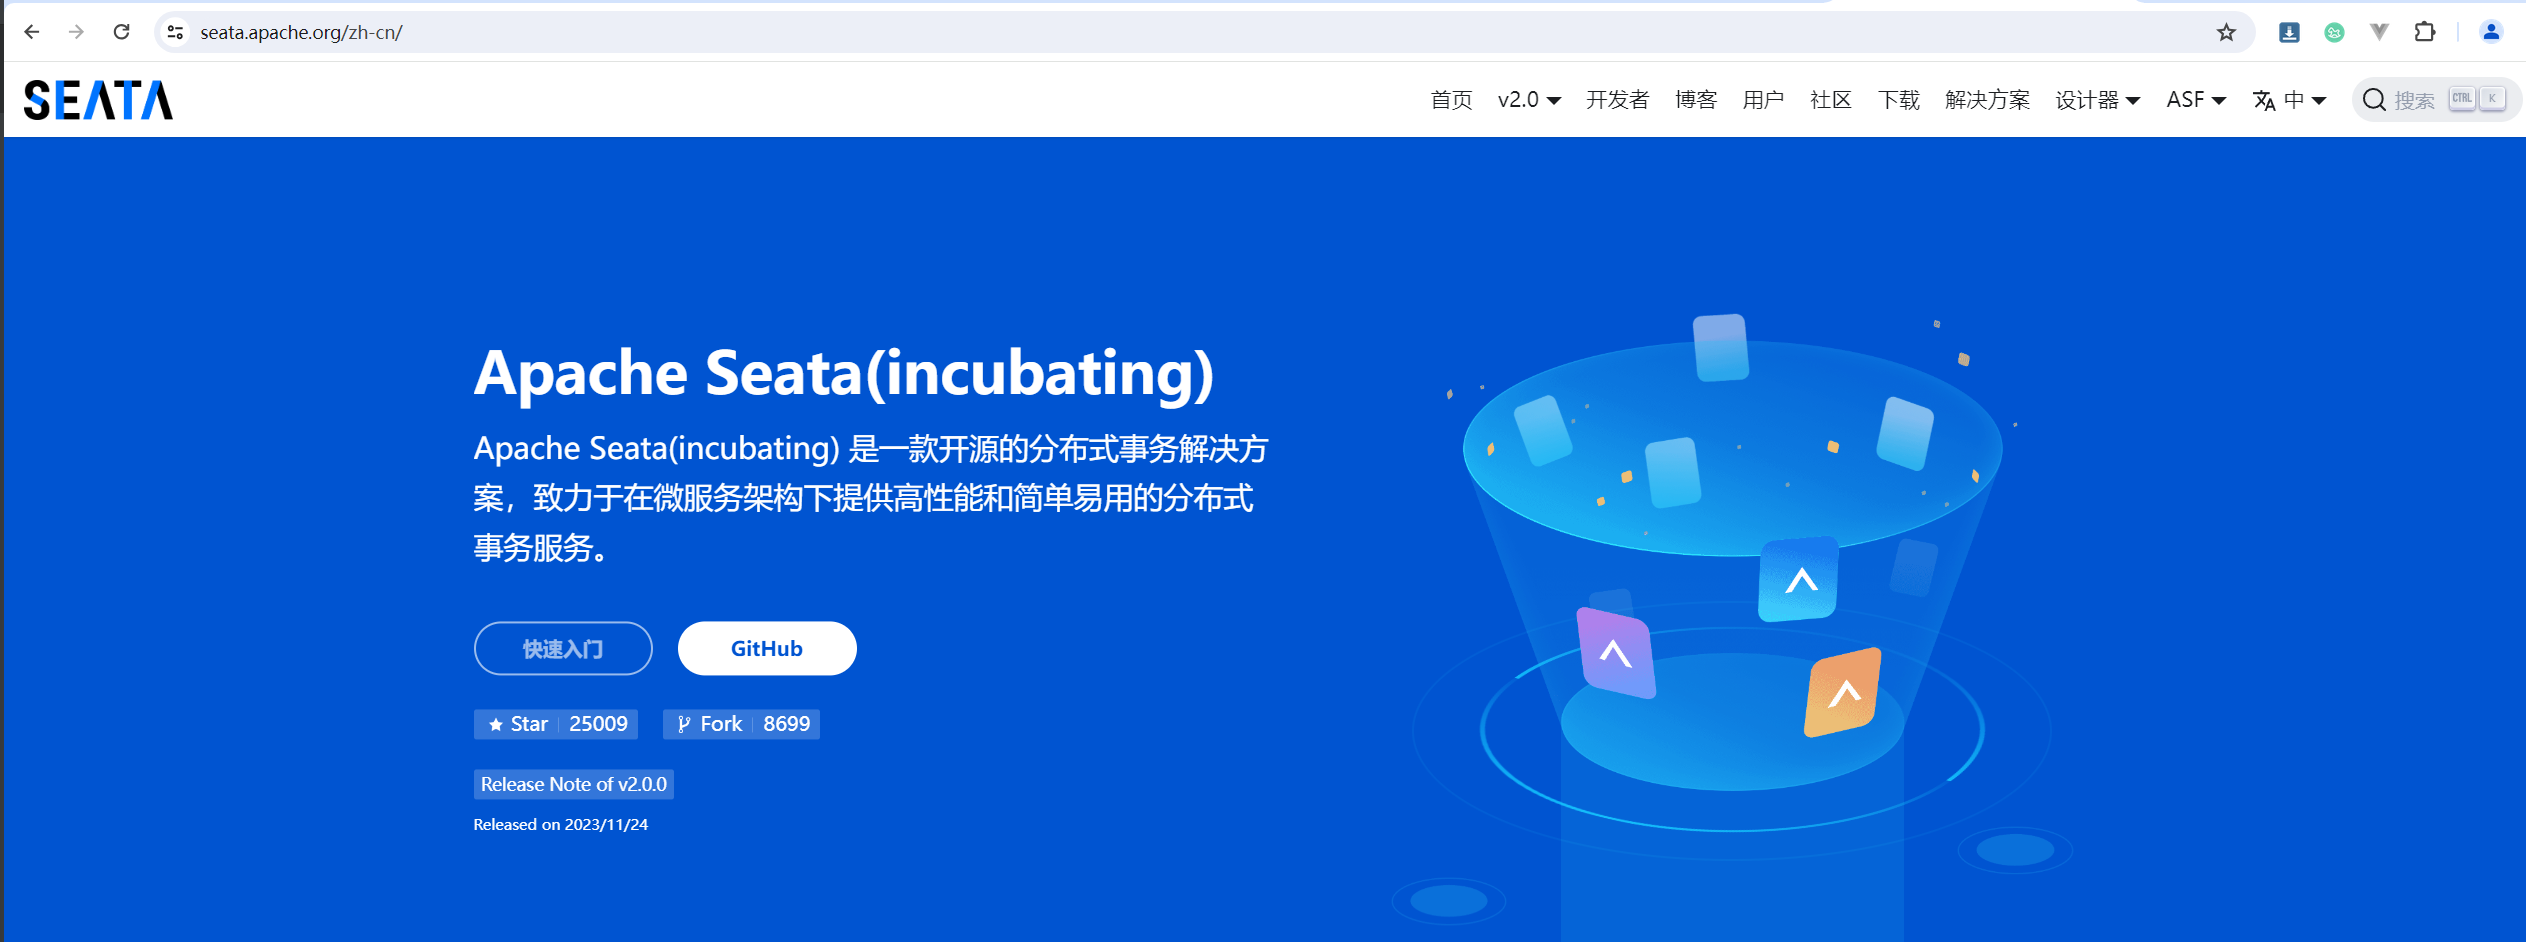 seata.apache.org/zh-cn/
SEATA
首页 v2.0 开发者 博客 用户 社区 下载 解决方案 设计器 ASF 中 搜索 CTRL K
Apache Seata(incubating)
Apache Seata(incubating) 是一款开源的分布式事务解决方
案，致力于在微服务架构下提供高性能和简单易用的分布式
事务服务。
快速入门 GitHub
Star 25009 Fork 8699
Release Note of v2.0.0
Released on 2023/11/24